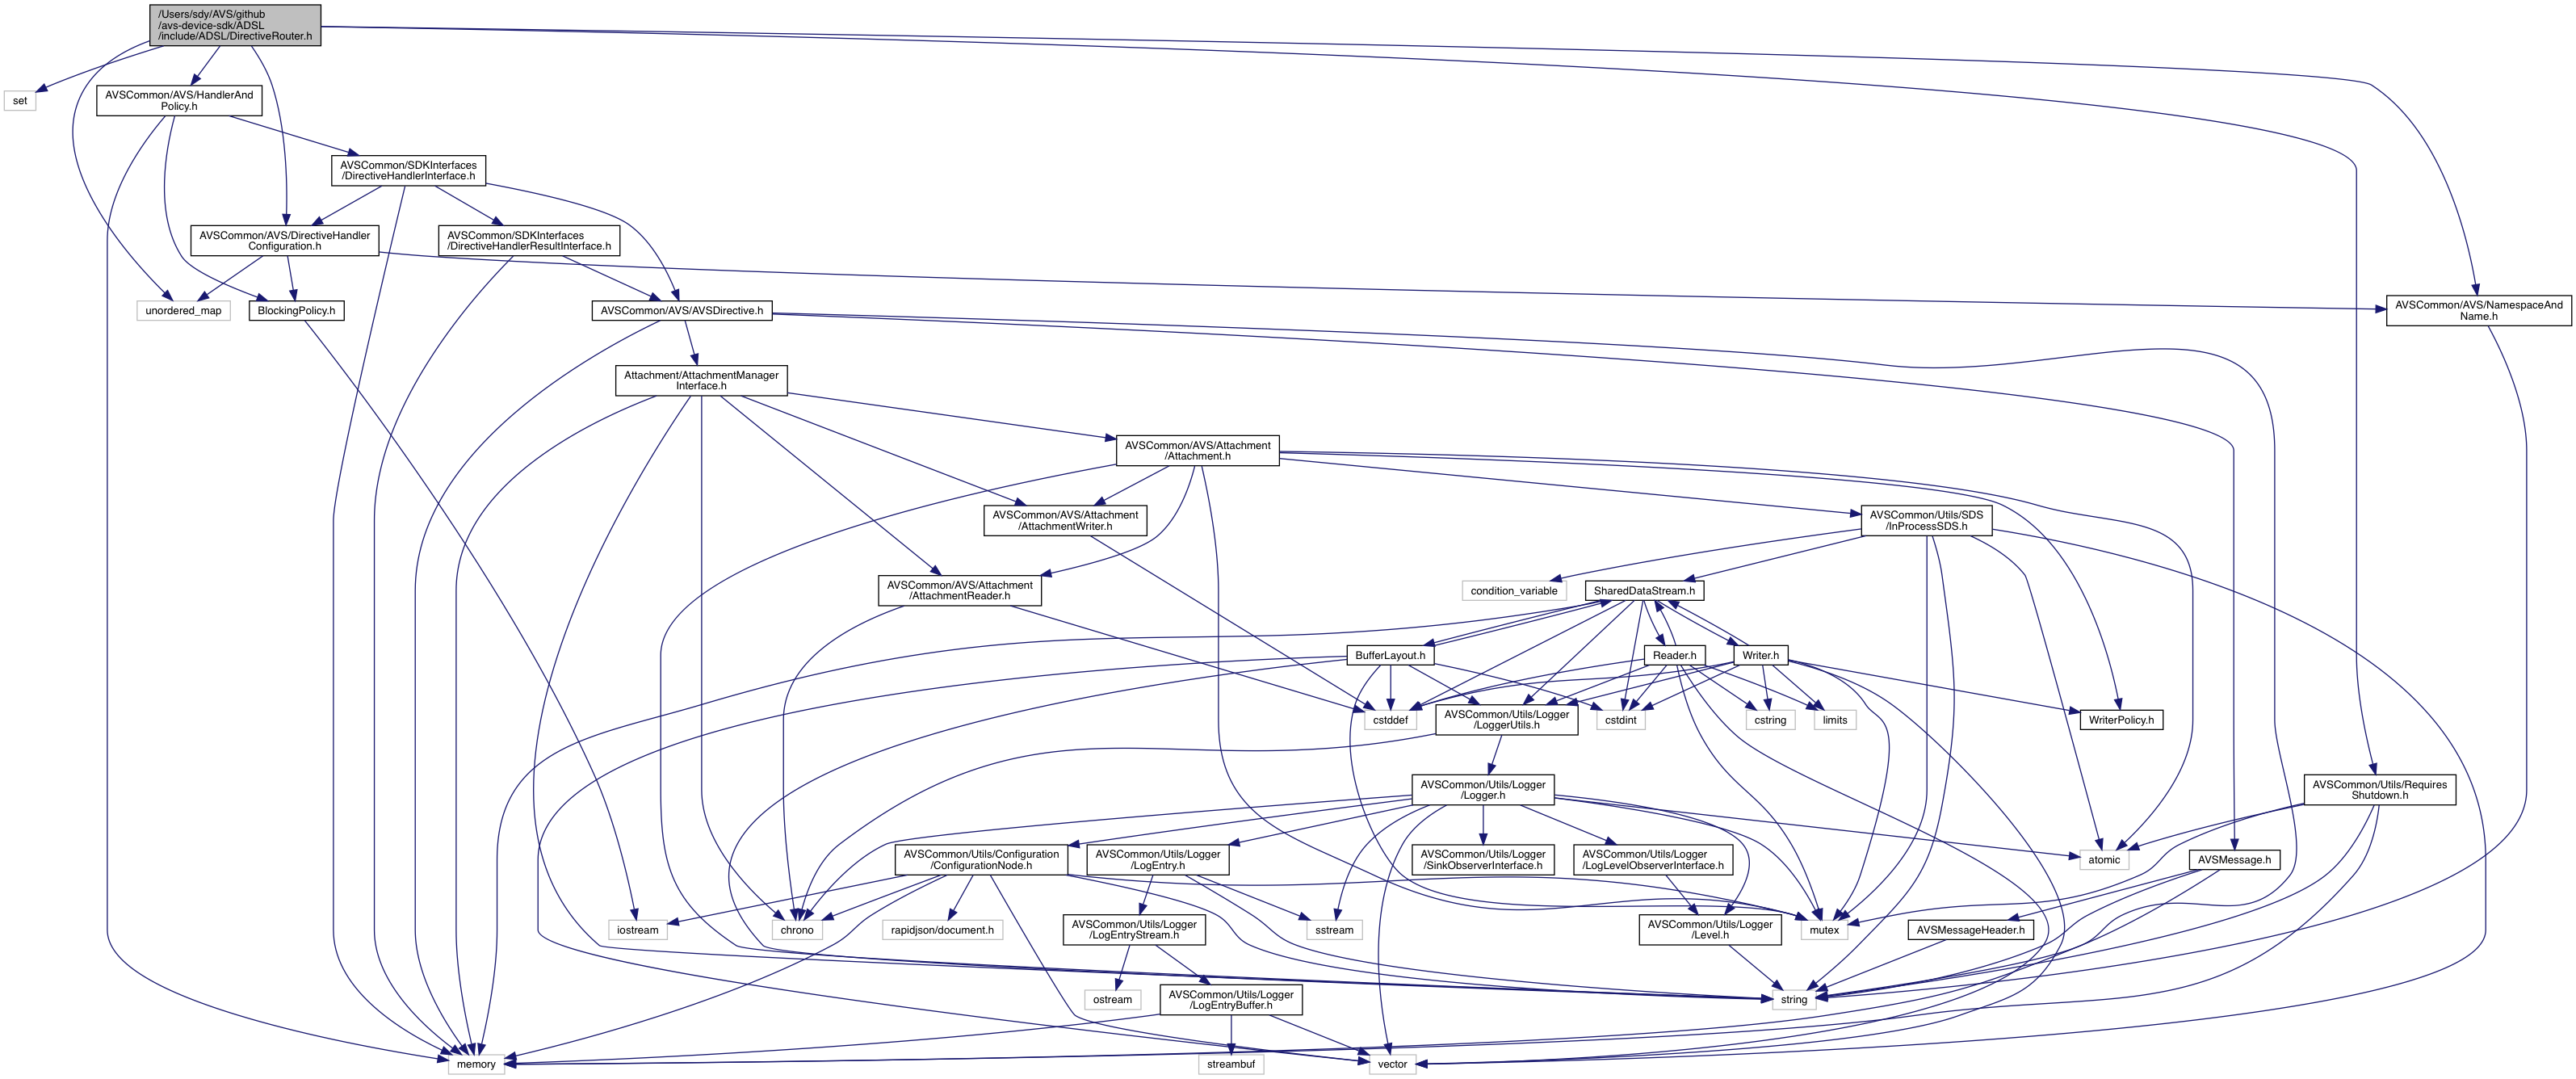 /Users/sdy/AVS/github
/avs-device-sdk/ADSL
/include/ADSL/DirectiveRouter.h
set
AVSCommon/AVS/HandlerAnd
Policy.h
AVSCommon/SDKInterfaces
/DirectiveHandlerInterface.h
AVSCommon/AVS/DirectiveHandler
Configuration.h
AVSCommon/SDKInterfaces
/DirectiveHandlerResultInterface.h
unordered_map
BlockingPolicy.h
AVSCommon/AVS/AVSDirective.h
AVSCommon/AVS/NamespaceAnd
Name.h
Attachment/AttachmentManager
Interface.h
AVSCommon/AVS/Attachment
/Attachment.h
AVSCommon/AVS/Attachment
/AttachmentWriter.h
AVSCommon/Utils/SDS
/InProcessSDS.h
AVSCommon/AVS/Attachment
/AttachmentReader.h
condition_variable
SharedDataStream.h
BufferLayout.h
Reader.h
Writer.h
cstddef
AVSCommon/Utils/Logger
/LoggerUtils.h
cstdint
cstring
limits
WriterPolicy.h
AVSCommon/Utils/Logger
/Logger.h
AVSCommon/Utils/Requires
Shutdown.h
AVSCommon/Utils/Configuration
/ConfigurationNode.h
AVSCommon/Utils/Logger
/LogEntry.h
AVSCommon/Utils/Logger
/SinkObserverInterface.h
AVSCommon/Utils/Logger
/LogLevelObserverInterface.h
atomic
AVSMessage.h
iostream
chrono
rapidjson/document.h
AVSCommon/Utils/Logger
/LogEntryStream.h
sstream
AVSCommon/Utils/Logger
/Level.h
mutex
AVSMessageHeader.h
ostream
AVSCommon/Utils/Logger
/LogEntryBuffer.h
string
memory
streambuf
vector